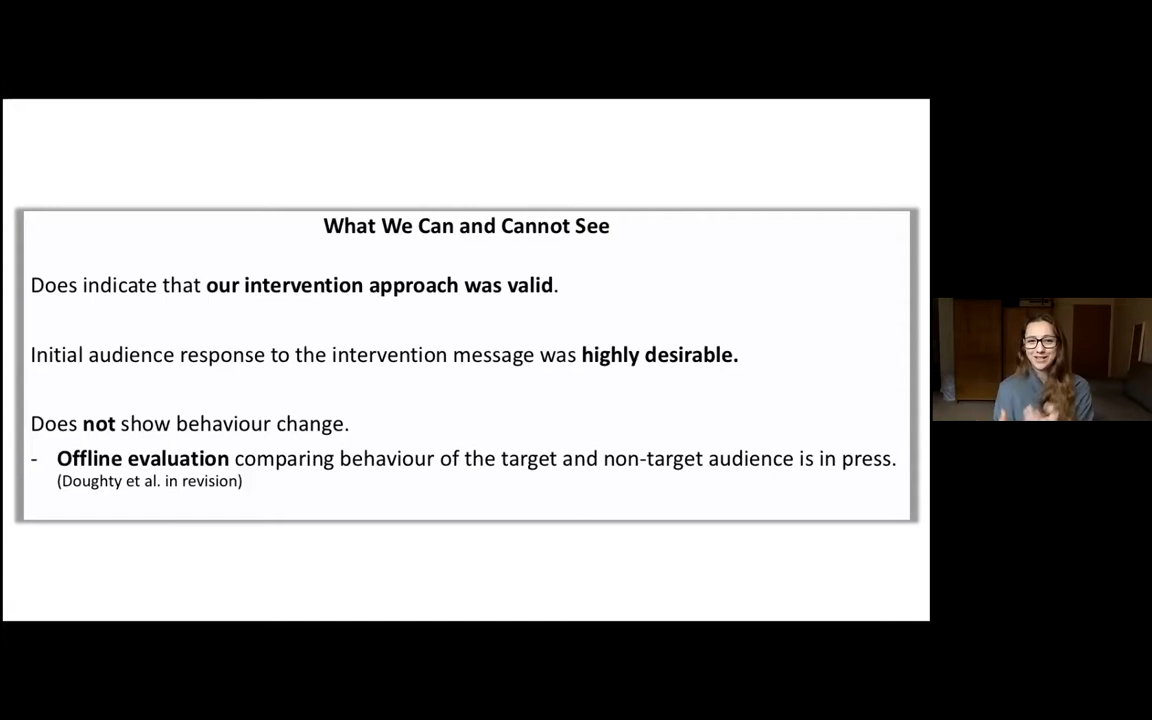 What We Can and Cannot See
Does indicate that our intervention approach was valid.
Initial audience response to the intervention message was highly desirable.
Does not show behaviour change.
- Offline evaluation comparing behaviour of the target and non-target audience is in press.
(Doughty et al. in revision)